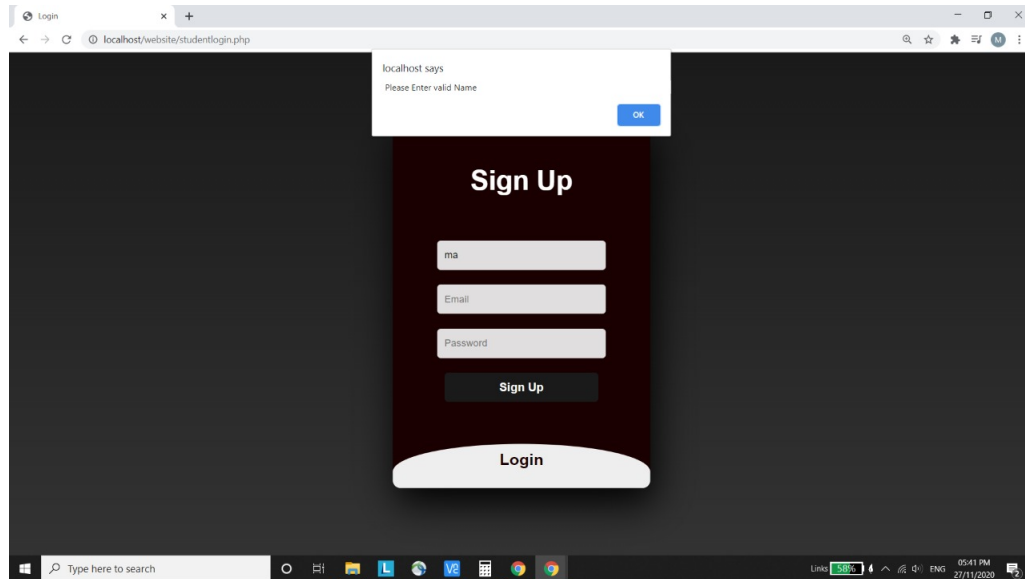 Login
localhost/website/studentlogin.php
M
localhost says
Please Enter valid Name
OK
Sign Up
ma
Email
Password
Sign Up
Login
Type here to search
L
Links 58% ENG 05:41 PM
27/11/2020